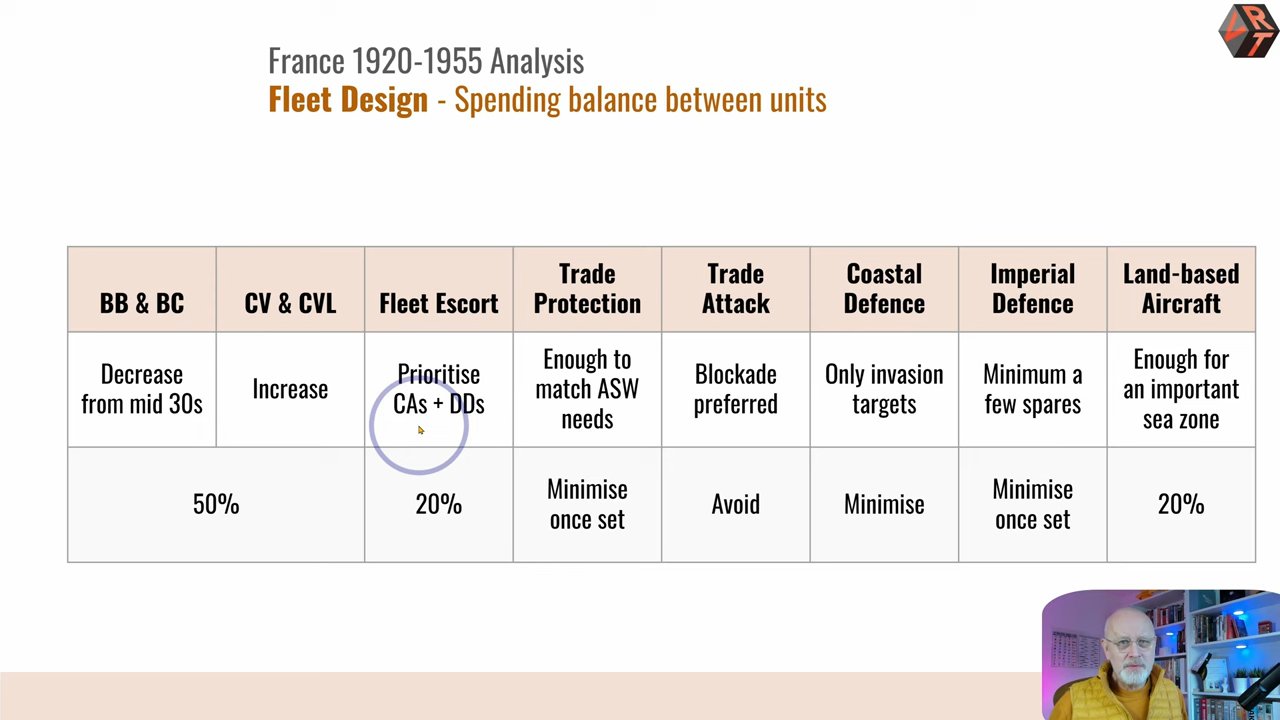 France 1920-1955 Analysis
Fleet Design - Spending balance between units
BB & BC
CV & CVL
Fleet Escort
Trade
Protection
Trade
Attack
Coastal
Defence
Imperial
Defence
Land-based
Aircraft
Decrease
from mid 30s
Increase
Prioritise
CAs + DDs
Enough to
match ASW
needs
Blockade
preferred
Only invasion
targets
Minimum a
few spares
Enough for
an important
sea zone
50%
20%
Minimise
once set
Avoid
Minimise
Minimise
once set
20%